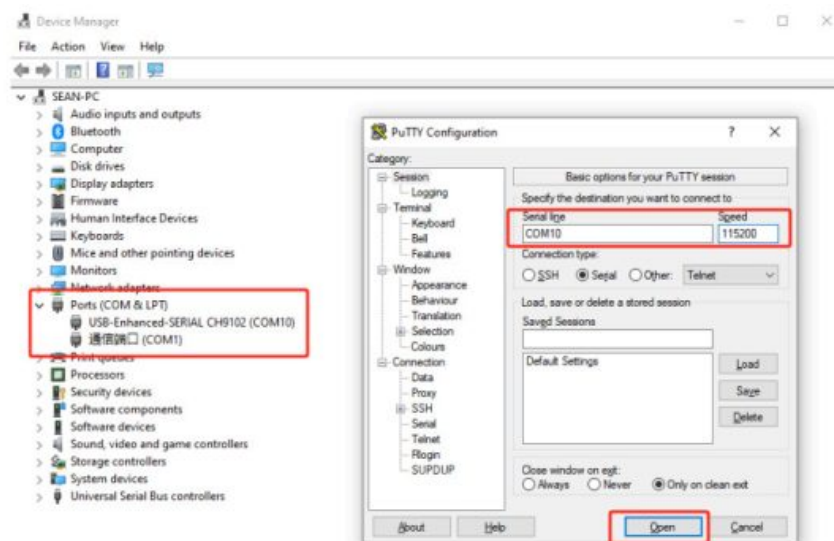 Device Manager
File Action View Help
SEAN-PC
Audio inputs and outputs
Bluetooth
Computer
Disk drives
Display adapters
Firmware
Human Interface Devices
Keyboards
Mice and other pointing devices
Monitors
Network adapters
Ports (COM & LPT)
USB-Enhanced-SERIAL CH9102 (COM10)
通信端口 (COM1)
Print queues
Processors
Security devices
Software components
Software devices
Sound, video and game controllers
Storage controllers
System devices
Universal Serial Bus controllers
PuTTY Configuration ? ×
Category:
Session
Logging
Terminal
Keyboard
Bell
Features
Window
Appearance
Behaviour
Translation
Selection
Colours
Connection
Data
Proxy
SSH
Serial
Telnet
Rlogin
SUPDUP
Basic options for your PuTTY session
Specify the destination you want to connect to
Serial line Speed
COM10 115200
Connection type:
SSH Serial Other: Telnet
Load, save or delete a stored session
Saved Sessions
Default Settings
Load
Save
Delete
Close window on exit:
Always Never Only on clean exit
About Help Open Cancel